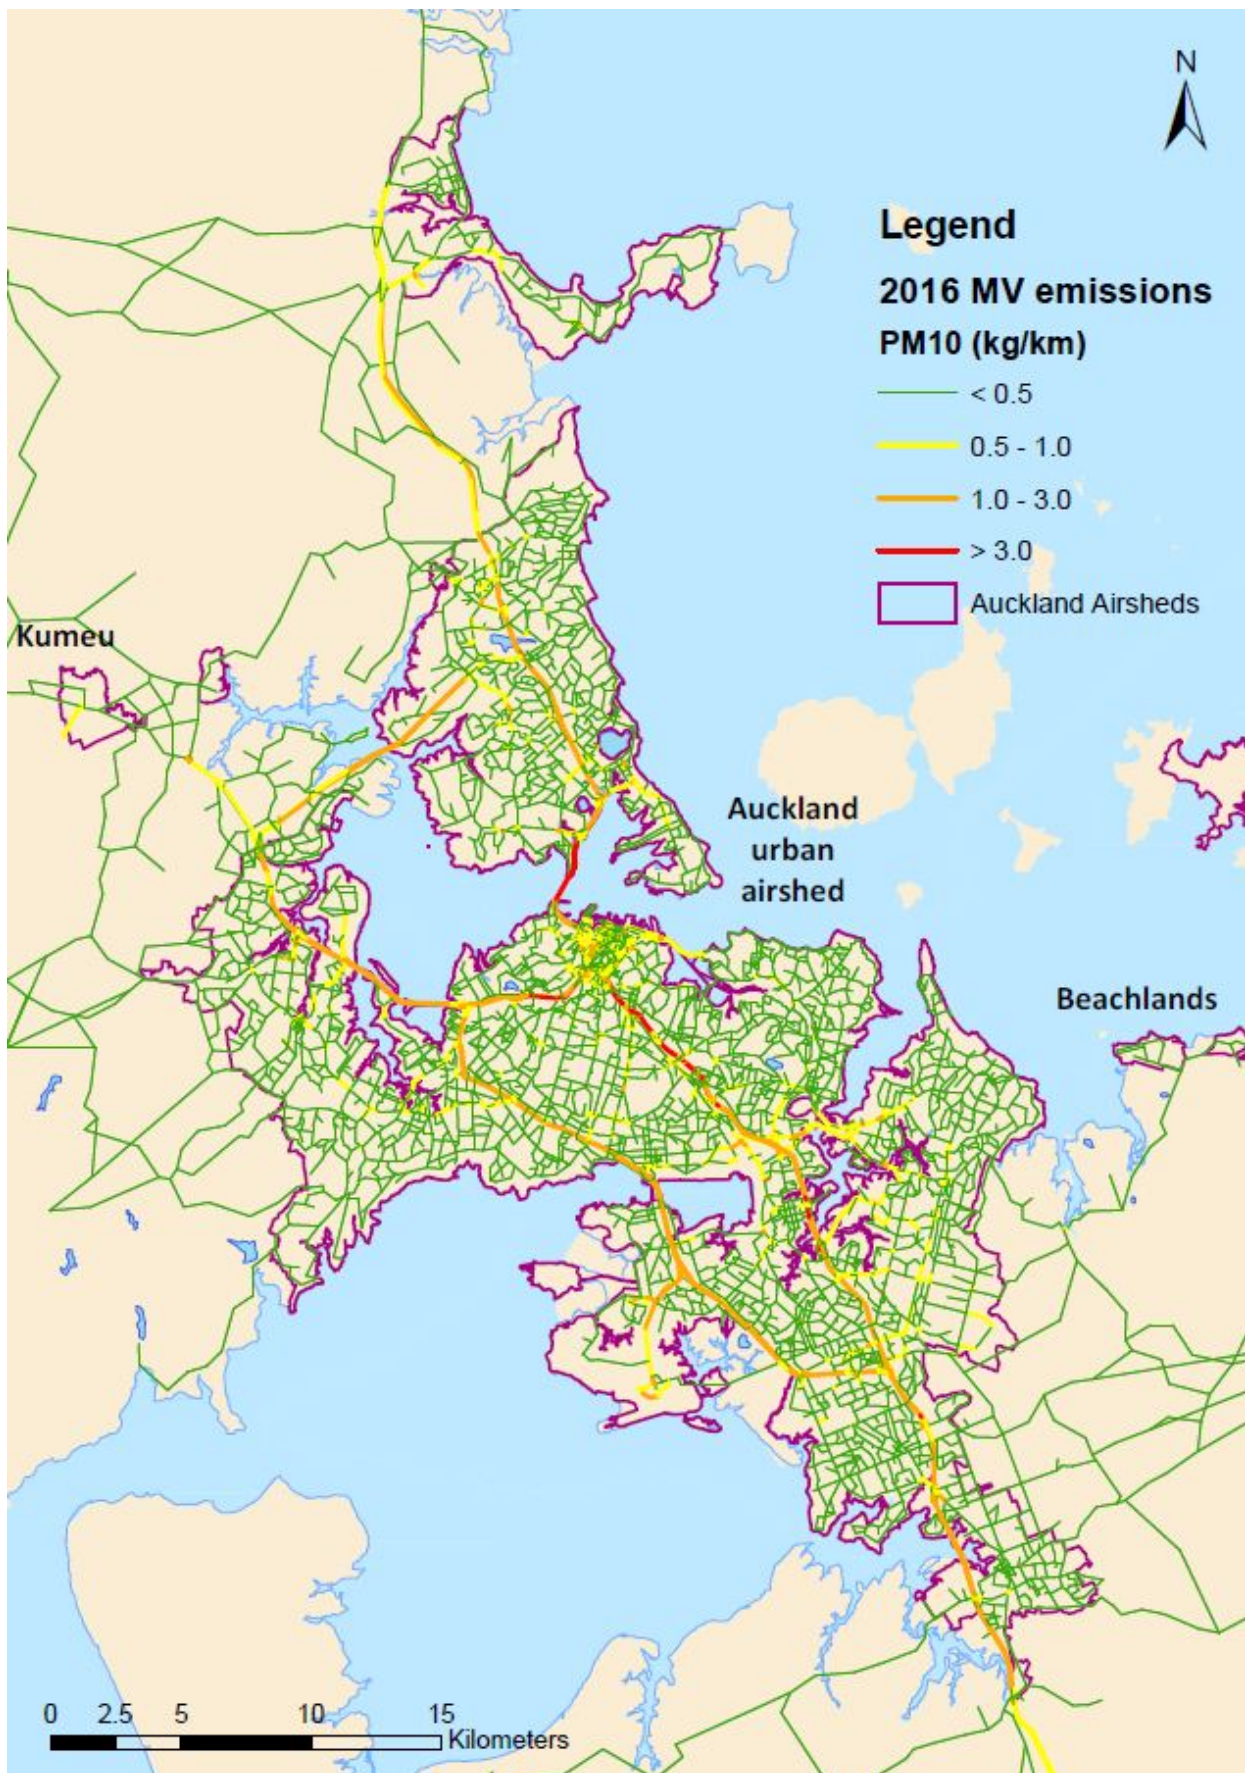 N
Legend
2016 MV emissions
PM10 (kg/km)
< 0.5
0.5 - 1.0
1.0 - 3.0
> 3.0
Auckland Airsheds
Kumeu
Auckland
urban
airshed
Beachlands
0 2.5 5 10 15
Kilometers